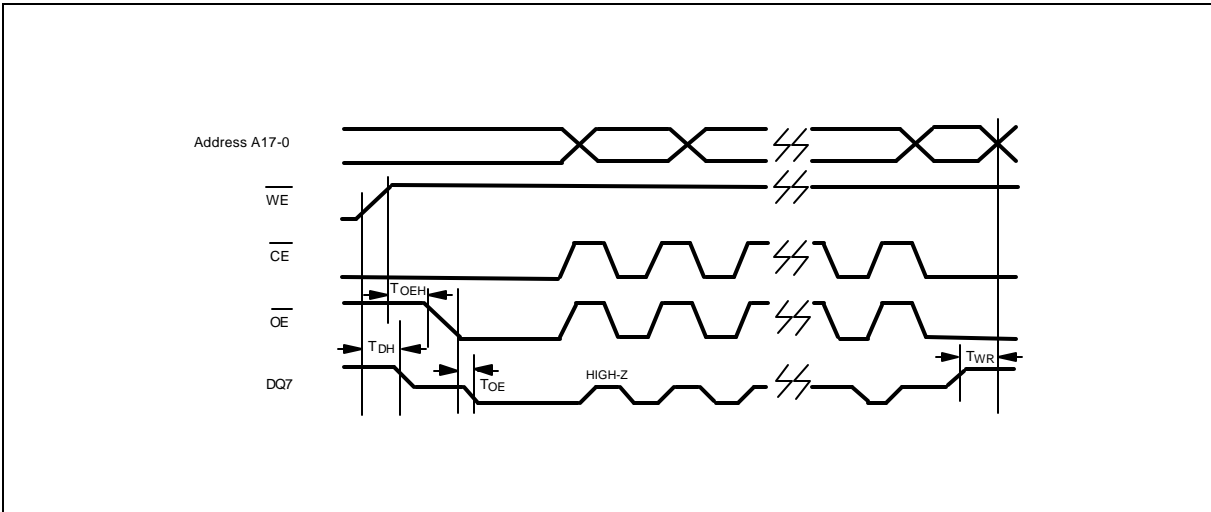 Address A17-0
WE
CE
TOEH
OE
TDH
TWR
DQ7
TOE
HIGH-Z